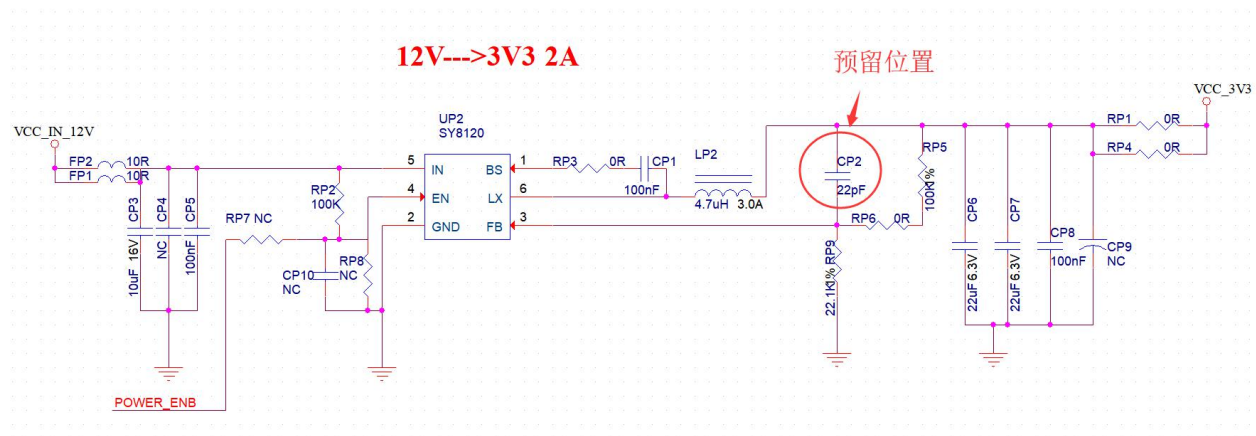 12V--->3V3 2A
预留位置
VCC_3V3
VCC_IN_12V
UP2
SY8120
FP2 10R
FP1 10R
5 IN
4 EN
2 GND
BS 1
LX 6
FB 3
RP3 0R
CP1
100nF
LP2
4.7uH 3.0A
CP2
22pF
RP5
100K 1%
RP6 0R
RP9
22.1K 1%
RP1 0R
RP4 0R
RP2
100K
RP7 NC
RP8
NC
CP10
NC
CP3
10uF 16V
CP4
NC
CP5
100nF
CP6
22uF 6.3V
CP7
22uF 6.3V
CP8
100nF
CP9
NC
POWER_ENB